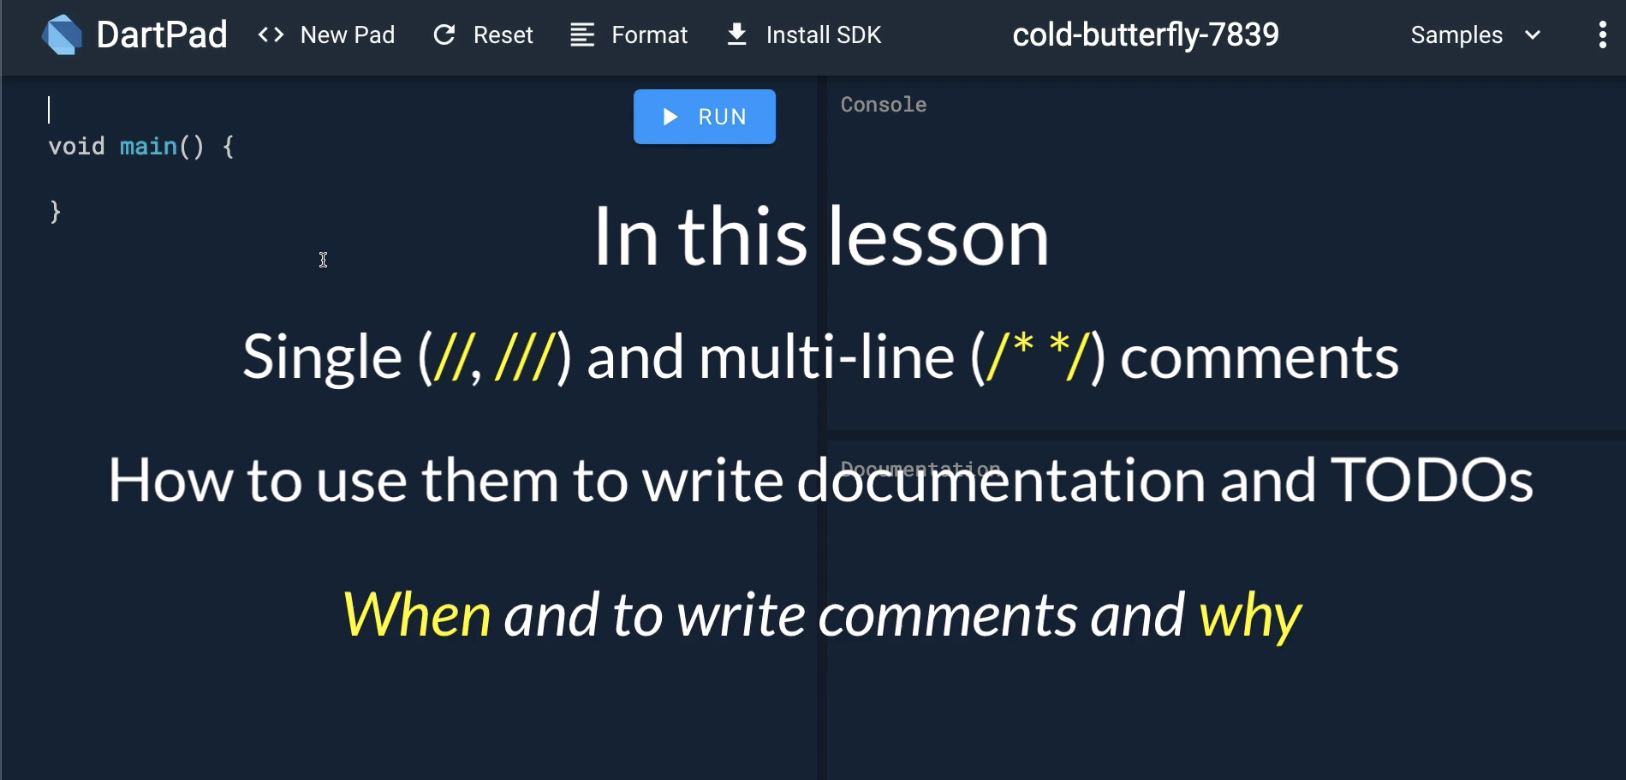 DartPad <> New Pad Reset Format Install SDK cold-butterfly-7839 Samples
RUN
Console
void main() {
}
In this lesson
Single (//, ///) and multi-line (/* */) comments
Documentation
How to use them to write documentation and TODOs
When and to write comments and why